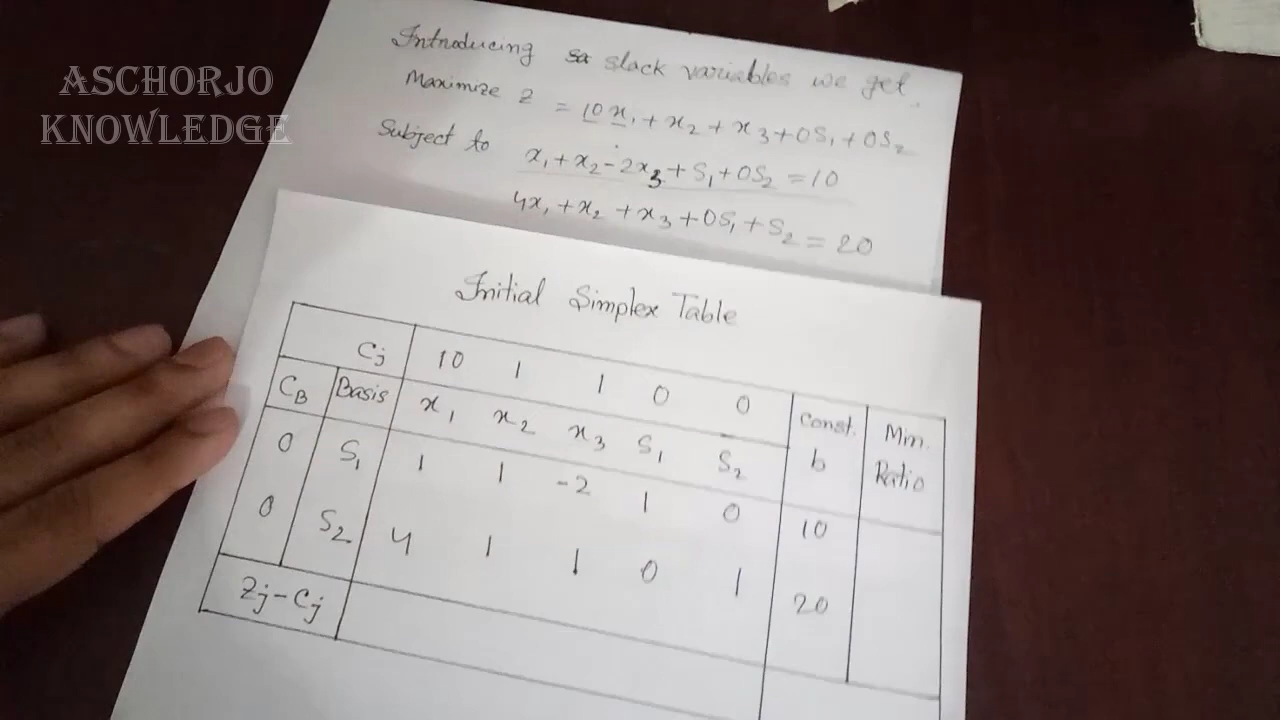 ASCHORJO
KNOWLEDGE
Introducing slack variables we get,
Maximize Z = 10x₁ + x₂ + x₃ + 0S₁ + 0S₂
Subject to x₁ + x₂ - 2x₃ + S₁ + 0S₂ = 10
4x₁ + x₂ + x₃ + 0S₁ + S₂ = 20
Initial Simplex Table
Cj 10 1 1 0 0 Const. b Min. Ratio
CB Basis x₁ x₂ x₃ S₁ S₂
0 S₁ 1 1 -2 1 0 10
0 S₂ 4 1 1 0 1 20
Zj - Cj